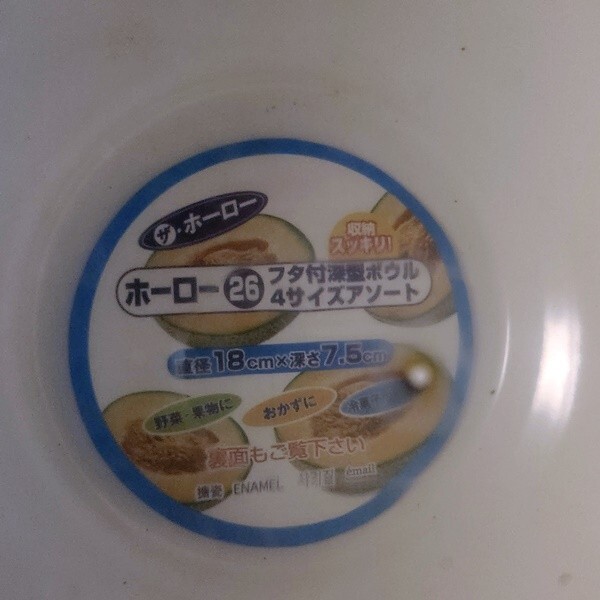 ザ・ホーロー
収納
スッキリ!
ホーロー 26 フタ付深型ボウル
4サイズアソート
直径18cm×深さ7.5cm
野菜・果物に
おかずに
裏面もご覧下さい
搪瓷 ENAMEL émail